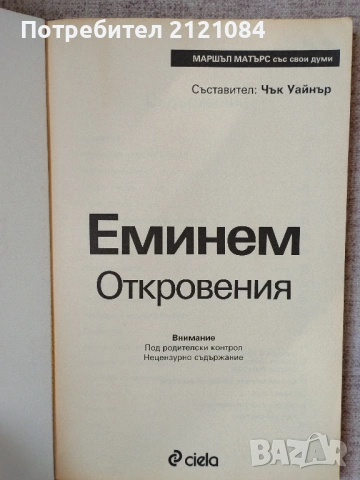 Потребител 2121084
МАРШЪЛ МАТЪРС със свои думи
Съставител: Чък Уайнър
Еминем
Откровения
Внимание
Под родителски контрол
Нецензурно съдържание
ciela
BAZAR